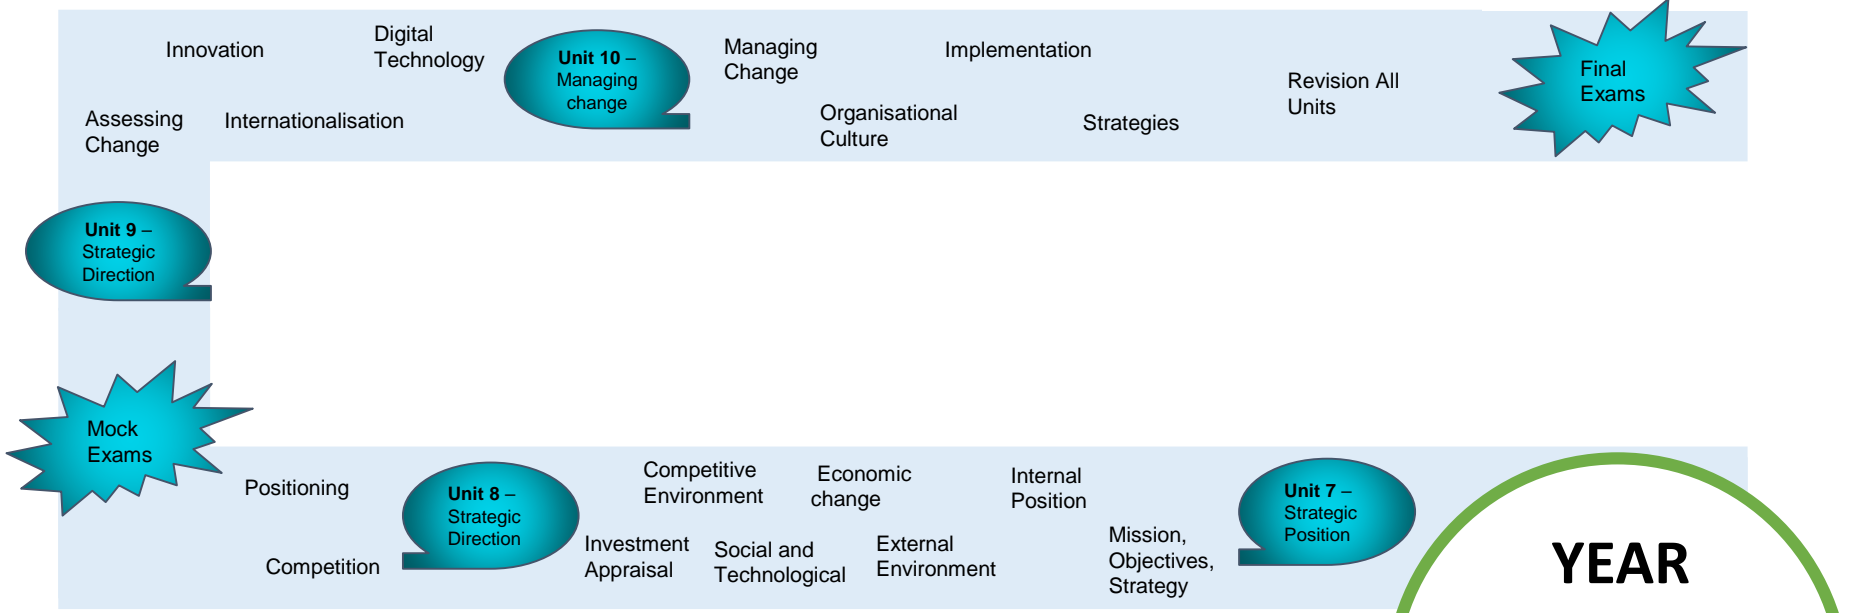 Innovation
Digital
Technology
Unit 10 –
Managing
change
Managing
Change
Implementation
Revision All
Units
Final
Exams
Assessing
Change
Internationalisation
Organisational
Culture
Strategies
Unit 9 –
Strategic
Direction
Mock
Exams
Positioning
Competition
Unit 8 –
Strategic
Direction
Competitive
Environment
Economic
change
Internal
Position
Unit 7 –
Strategic
Position
Investment
Appraisal
Social and
Technological
External
Environment
Mission,
Objectives,
Strategy
YEAR